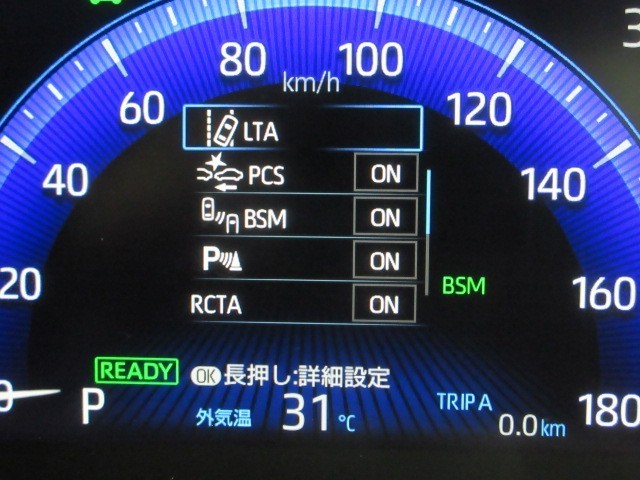 80
100
km/h
60
120
40
140
20
160
180
LTA
PCS ON
BSM ON
P ON
RCTA ON
BSM
READY
OK 長押し:詳細設定
P
外気温 31 ℃
TRIP A
0.0 km